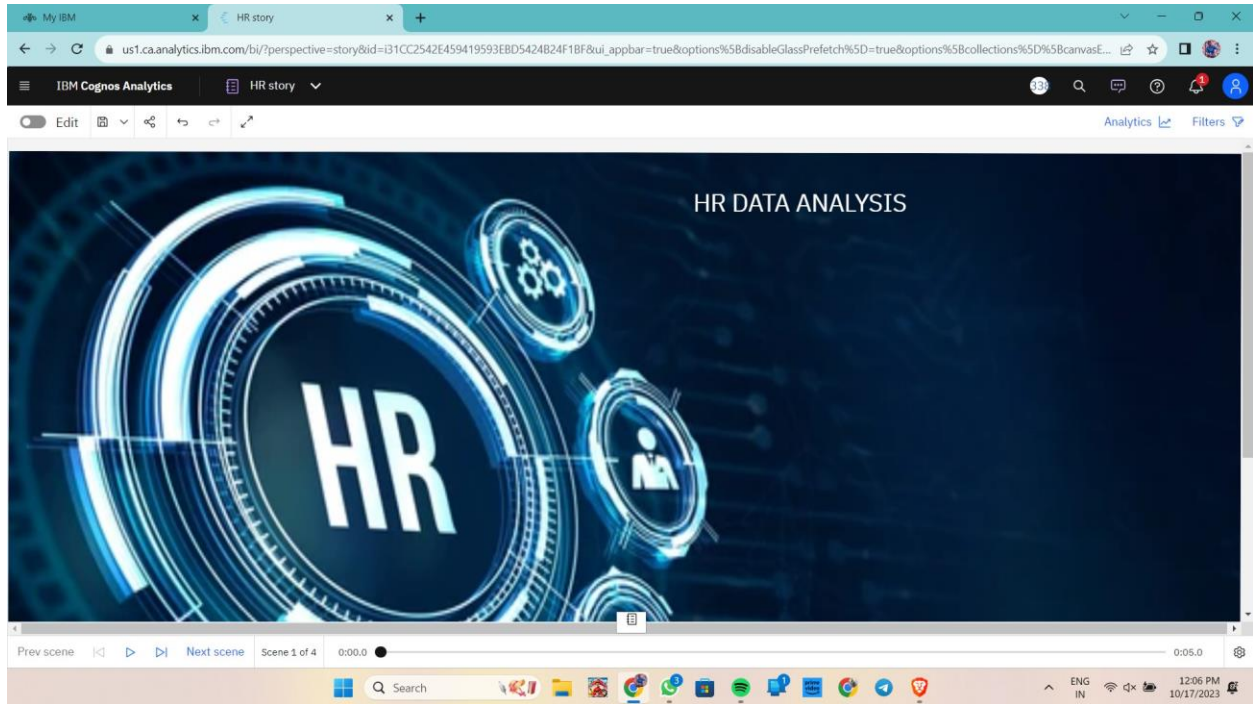 My IBM
HR story
us1.ca.analytics.ibm.com/bi/?perspective=story&id=i31CC2542E459419593EBD5424B24F1BF&ui_appbar=true&options%5BdisableGlassPrefetch%5D=true&options%5Bcollections%5D%5BcanvasE...
IBM Cognos Analytics
HR story
338
1
Edit
Analytics
Filters
HR DATA ANALYSIS
HR
Prev scene
Next scene
Scene 1 of 4
0:00.0
0:05.0
Search
3
ENG
IN
12:06 PM
10/17/2023